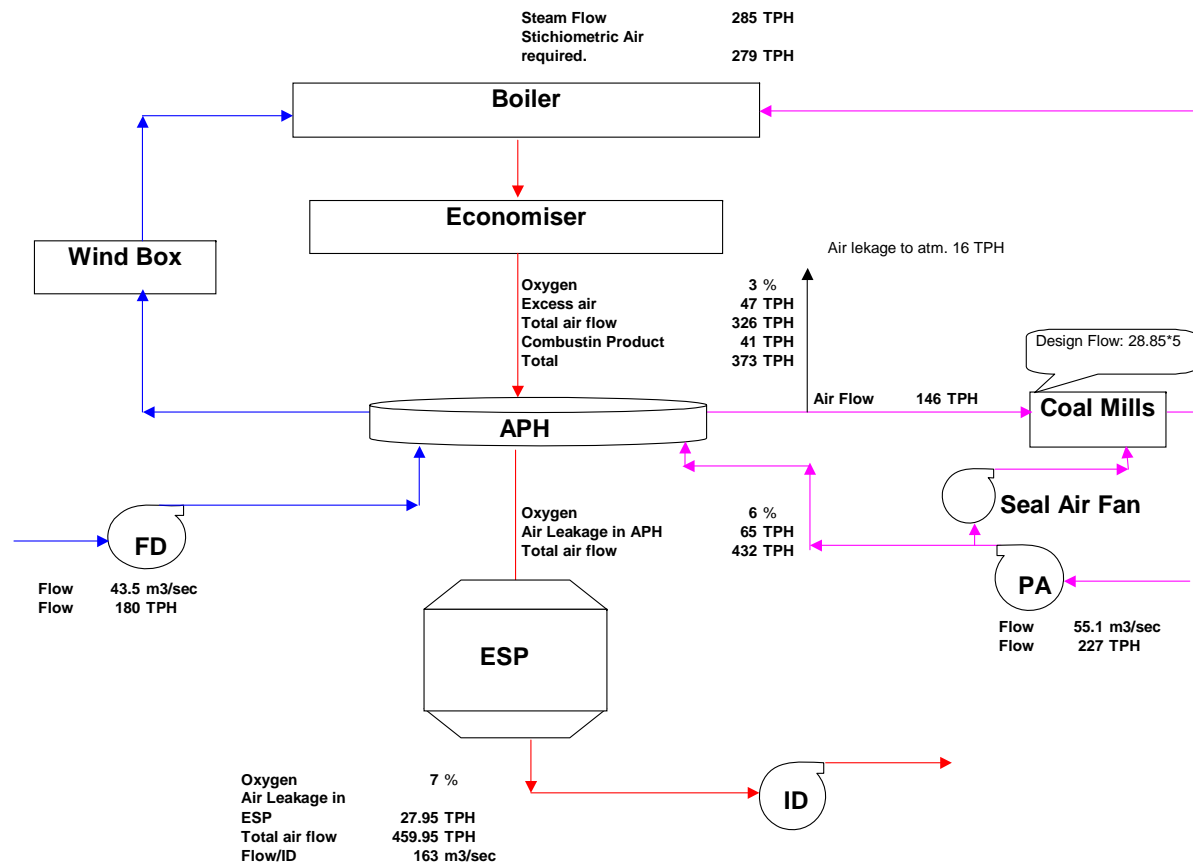 Steam Flow 285 TPH
Stichiometric Air
required. 279 TPH
Boiler
Economiser
Wind Box
Air lekage to atm. 16 TPH
Oxygen 3 %
Excess air 47 TPH
Total air flow 326 TPH
Combustin Product 41 TPH
Total 373 TPH
Design Flow: 28.85*5
Air Flow 146 TPH
Coal Mills
APH
Seal Air Fan
Oxygen 6 %
Air Leakage in APH 65 TPH
Total air flow 432 TPH
FD
Flow 43.5 m3/sec
Flow 180 TPH
PA
Flow 55.1 m3/sec
Flow 227 TPH
ESP
Oxygen 7 %
Air Leakage in
ESP 27.95 TPH
Total air flow 459.95 TPH
Flow/ID 163 m3/sec
ID